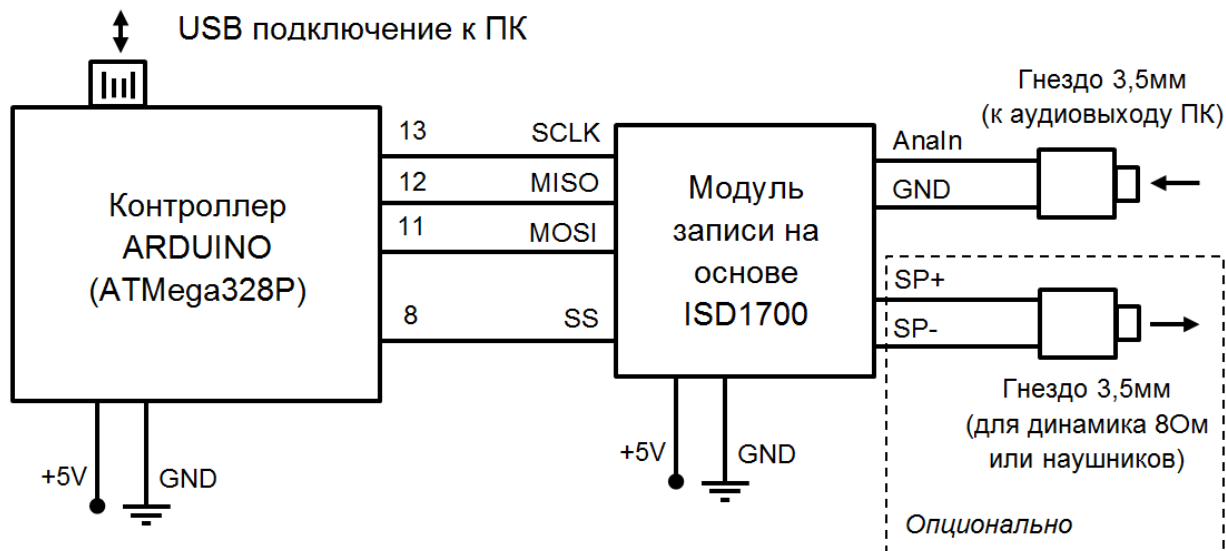 USB подключение к ПК
Контроллер
ARDUINO
(ATMega328P)
13
SCLK
12
MISO
11
MOSI
8
SS
+5V
GND
Модуль
записи на
основе
ISD1700
+5V
GND
AnaIn
GND
Гнездо 3,5мм
(к аудиовыходу ПК)
SP+
SP-
Гнездо 3,5мм
(для динамика 8Ом
или наушников)
Опционально